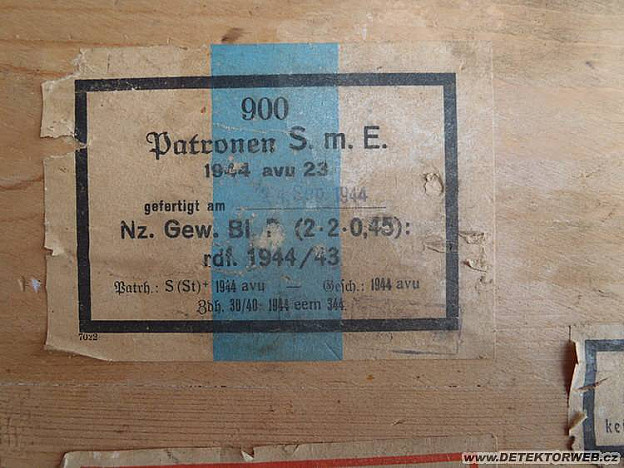 900
Patronen S. m. E.
1944 avu 23
gefertigt am 1944
Nz. Gew. Bl. P. (2·2·0,45):
rdf. 1944/43
Patrh.: S (St)+ 1944 avu — Gesch.: 1944 avu
Zdh. 30/40 1944 eem 344.
7022
www.DETEKTORWEB.cz